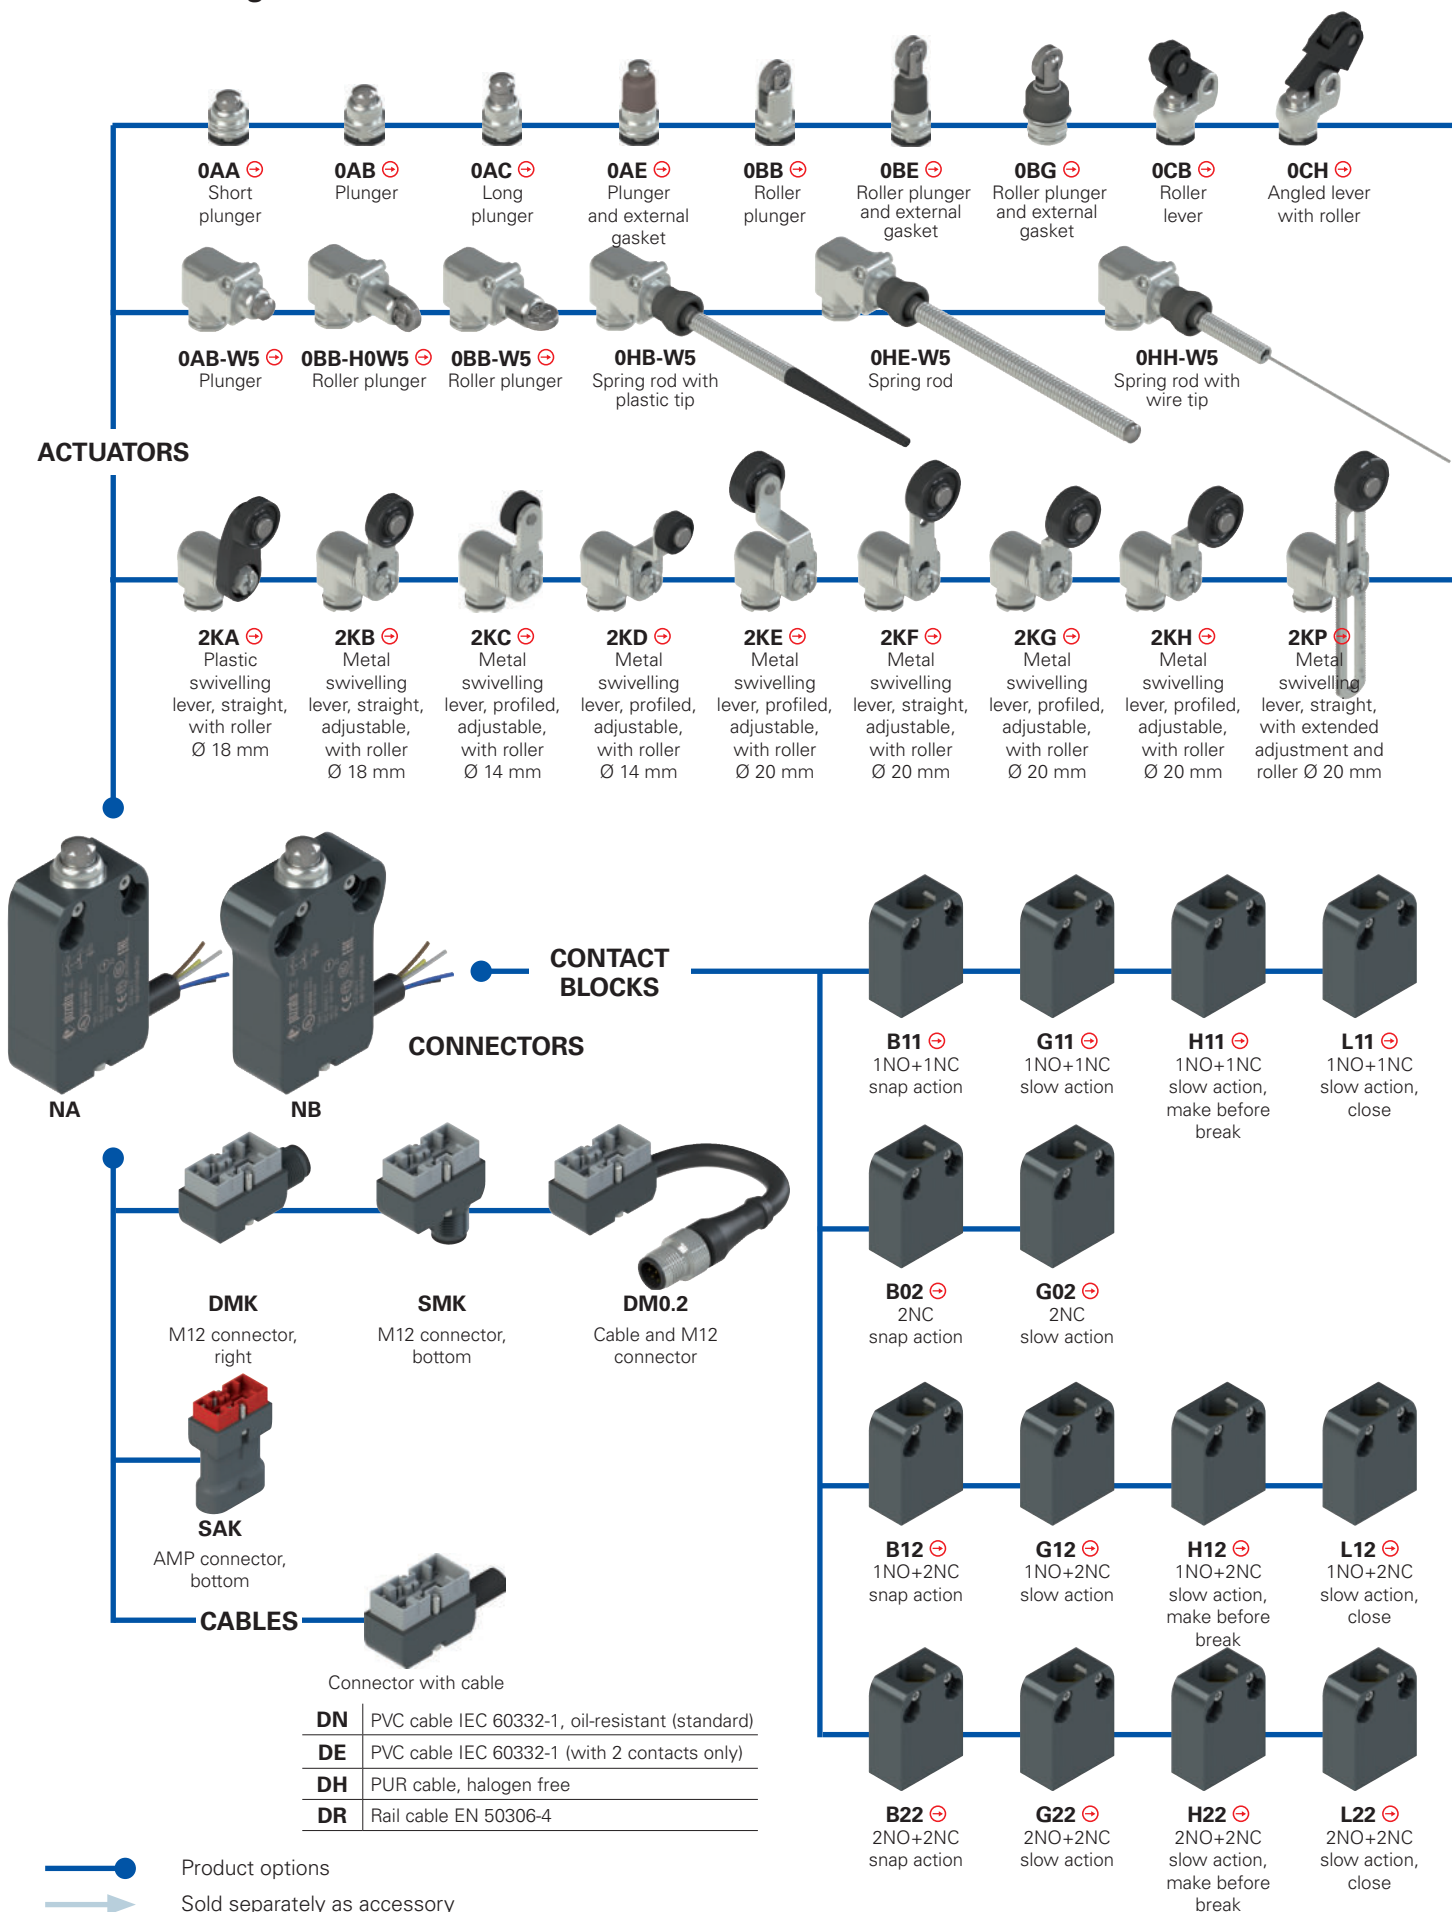 0AA
Short
plunger
0AB
Plunger
0AC
Long
plunger
0AE
Plunger
and external
gasket
0BB
Roller
plunger
0BE
Roller plunger
and external
gasket
0BG
Roller plunger
and external
gasket
0CB
Roller
lever
0CH
Angled lever
with roller
0AB-W5
Plunger
0BB-H0W5
Roller plunger
0BB-W5
Roller plunger
0HB-W5
Spring rod with
plastic tip
0HE-W5
Spring rod
0HH-W5
Spring rod with
wire tip
ACTUATORS
2KA
Plastic
swivelling
lever, straight,
with roller
Ø 18 mm
2KB
Metal
swivelling
lever, straight,
adjustable,
with roller
Ø 18 mm
2KC
Metal
swivelling
lever, profiled,
adjustable,
with roller
Ø 14 mm
2KD
Metal
swivelling
lever, profiled,
adjustable,
with roller
Ø 14 mm
2KE
Metal
swivelling
lever, profiled,
adjustable,
with roller
Ø 20 mm
2KF
Metal
swivelling
lever, straight,
adjustable,
with roller
Ø 20 mm
2KG
Metal
swivelling
lever, profiled,
adjustable,
with roller
Ø 20 mm
2KH
Metal
swivelling
lever, profiled,
adjustable,
with roller
Ø 20 mm
2KP
Metal
swivelling
lever, straight,
with extended
adjustment and
roller Ø 20 mm
NA
NB
CONTACT
BLOCKS
CONNECTORS
B11
1NO+1NC
snap action
G11
1NO+1NC
slow action
H11
1NO+1NC
slow action,
make before
break
L11
1NO+1NC
slow action,
close
B02
2NC
snap action
G02
2NC
slow action
DMK
M12 connector,
right
SMK
M12 connector,
bottom
DM0.2
Cable and M12
connector
SAK
AMP connector,
bottom
B12
1NO+2NC
snap action
G12
1NO+2NC
slow action
H12
1NO+2NC
slow action,
make before
break
L12
1NO+2NC
slow action,
close
CABLES
Connector with cable
DN PVC cable IEC 60332-1, oil-resistant (standard)
DE PVC cable IEC 60332-1 (with 2 contacts only)
DH PUR cable, halogen free
DR Rail cable EN 50306-4
B22
2NO+2NC
snap action
G22
2NO+2NC
slow action
H22
2NO+2NC
slow action,
make before
break
L22
2NO+2NC
slow action,
close
Product options
Sold separately as accessory